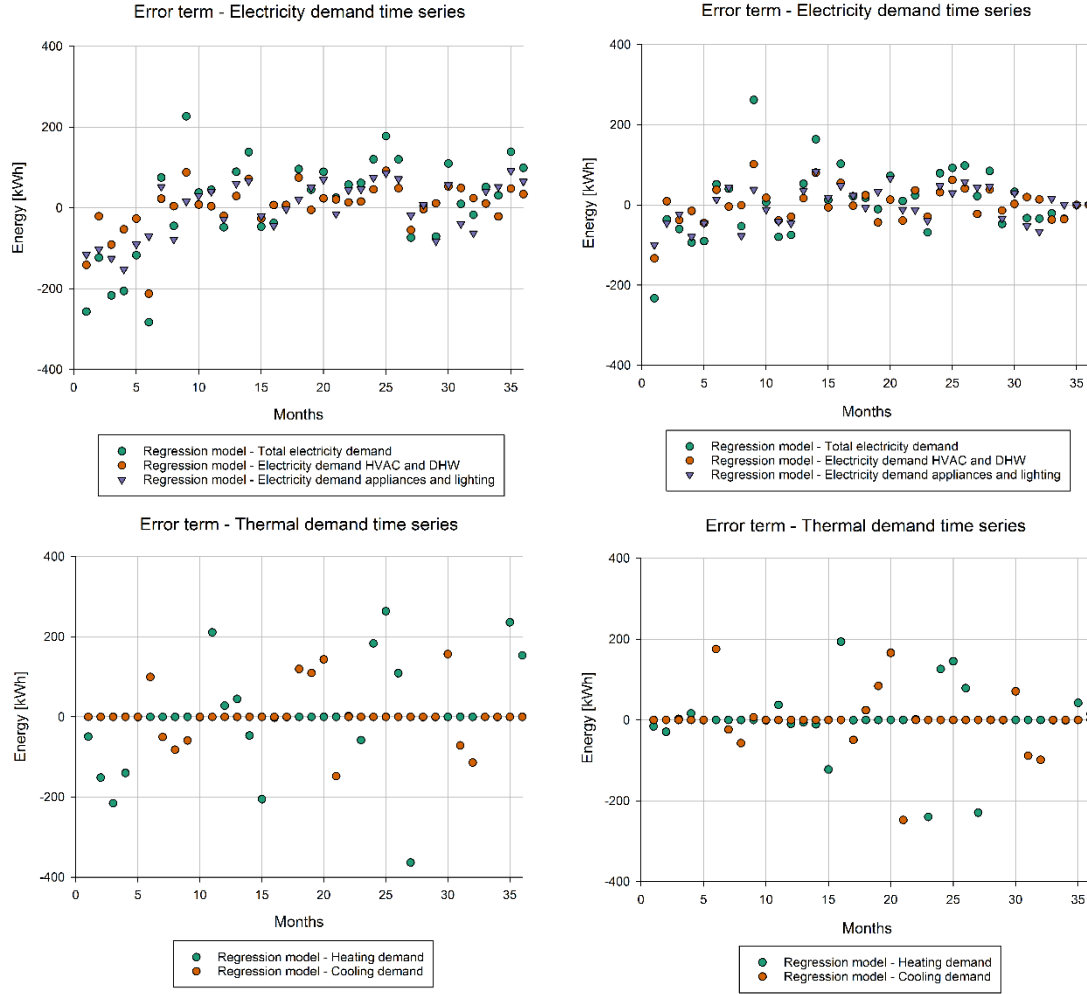 Error term - Electricity demand time series
400
200
0
-200
-400
Energy [kWh]
0 5 10 15 20 25 30 35
Months
Regression model - Total electricity demand
Regression model - Electricity demand HVAC and DHW
Regression model - Electricity demand appliances and lighting
Error term - Electricity demand time series
400
200
0
-200
-400
Energy [kWh]
0 5 10 15 20 25 30 35
Months
Regression model - Total electricity demand
Regression model - Electricity demand HVAC and DHW
Regression model - Electricity demand appliances and lighting
Error term - Thermal demand time series
400
200
0
-200
-400
Energy [kWh]
0 5 10 15 20 25 30 35
Months
Regression model - Heating demand
Regression model - Cooling demand
Error term - Thermal demand time series
400
200
0
-200
-400
Energy [kWh]
0 5 10 15 20 25 30 35
Months
Regression model - Heating demand
Regression model - Cooling demand